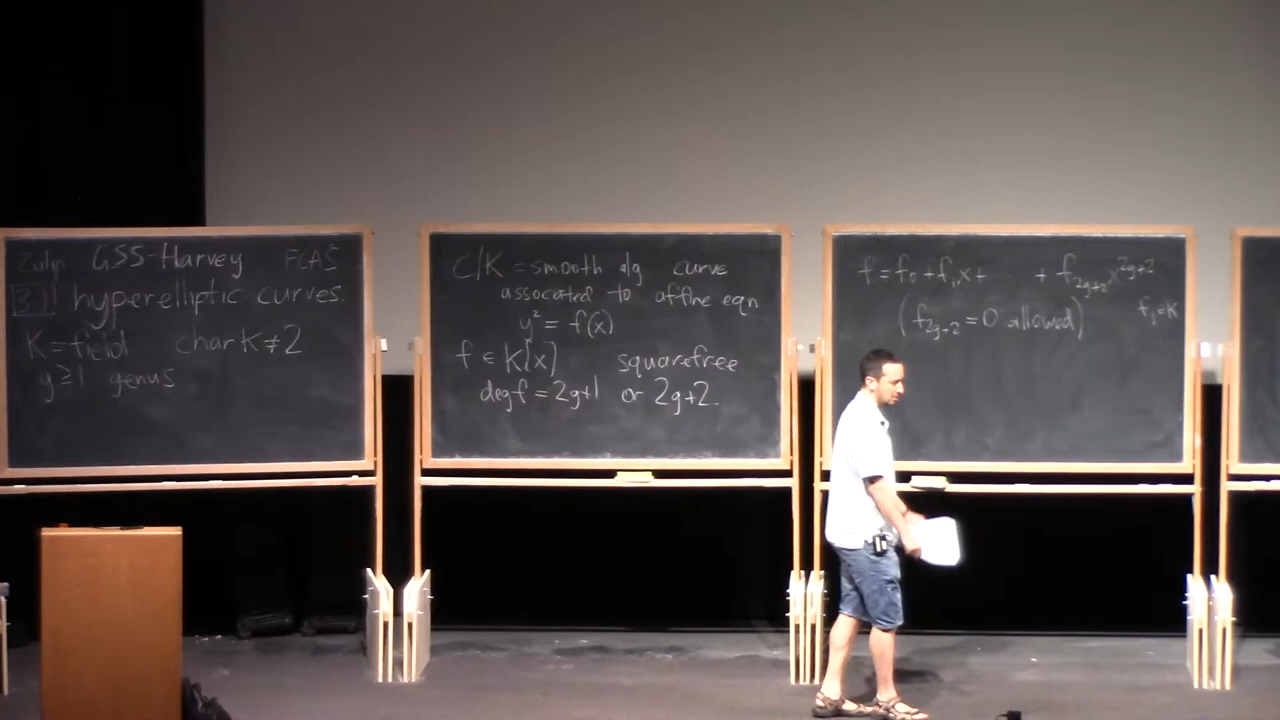 Zulip GSS-Harvey FCAS
3.1 hyperelliptic curves.
K = field char K ≠ 2
g ≥ 1 genus
C/K = smooth alg curve
associated to affine eqn
y² = f(x)
f ∈ K[x] squarefree
deg f = 2g+1 or 2g+2.
f = f₀ + f₁x + + f₂g₊₂x^{2g+2}
(f₂g₊₂ = 0 allowed) fᵢ ∈ K